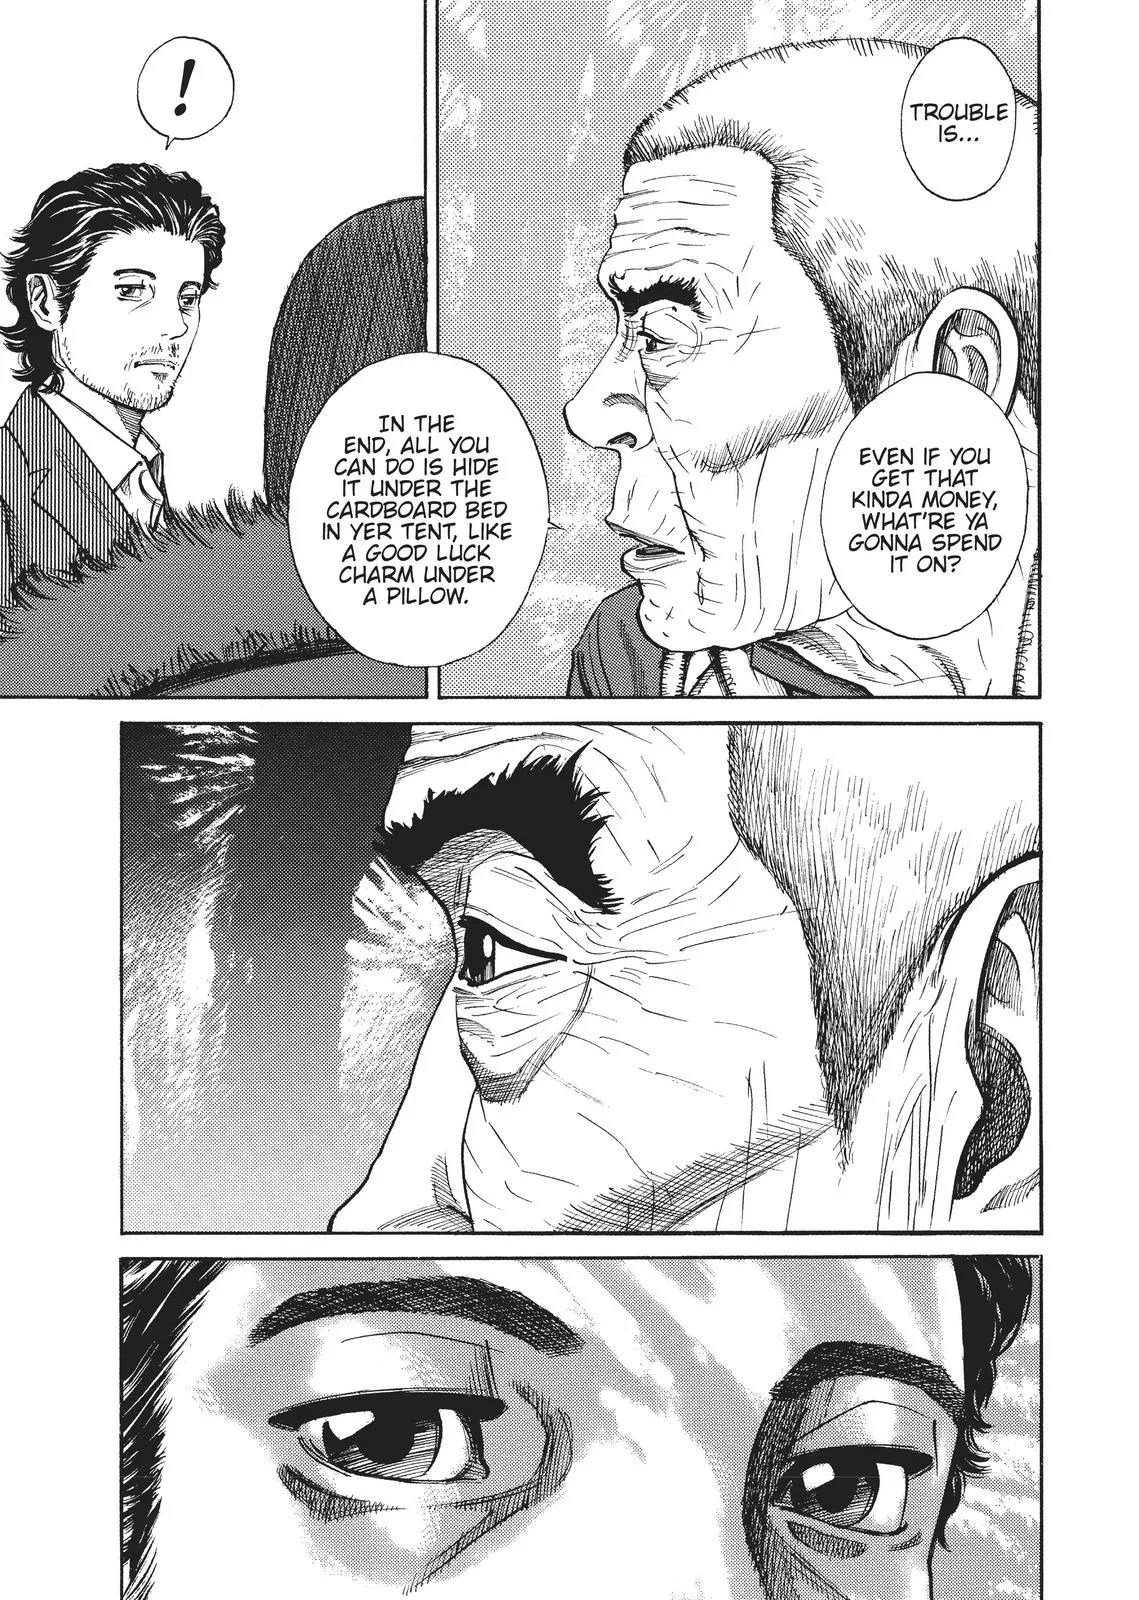 TROUBLE
IS...
EVEN IF YOU
GET THAT
KINDA MONEY,
WHAT'RE YA
GONNA SPEND
IT ON?
IN THE
END, ALL YOU
CAN DO IS HIDE
IT UNDER THE
CARDBOARD BED
IN YER TENT, LIKE
A GOOD LUCK
CHARM UNDER
A PILLOW.
!